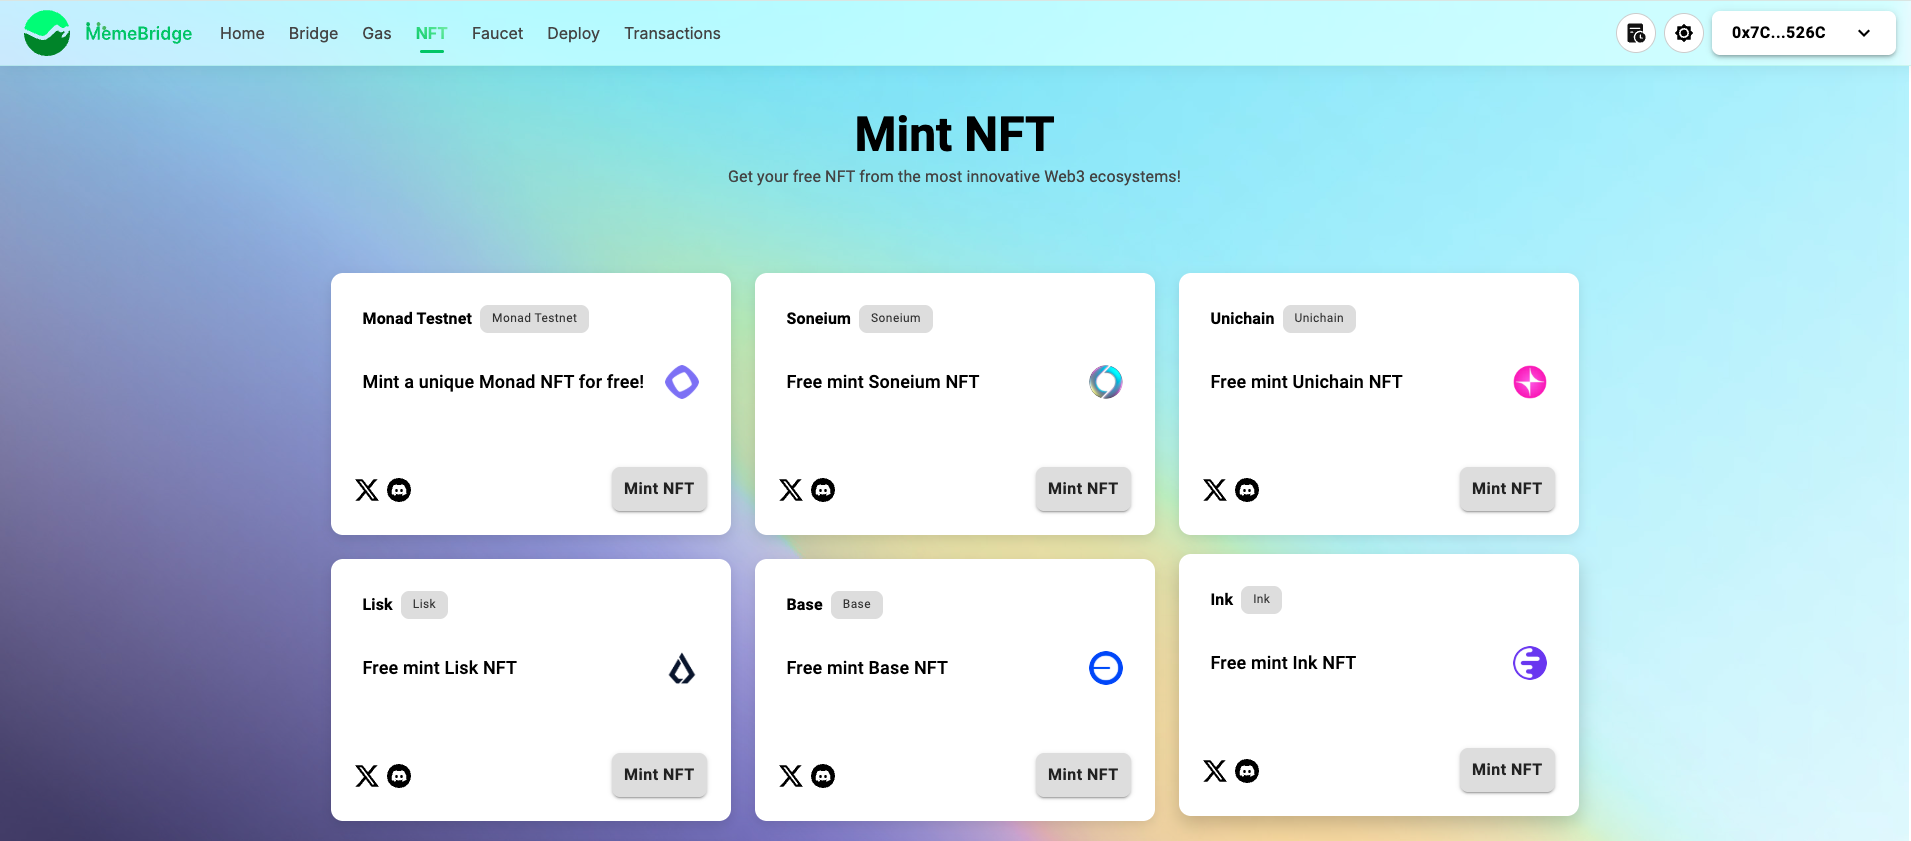 MemeBridge
Home Bridge Gas NFT Faucet Deploy Transactions
0x7C...526C
Mint NFT
Get your free NFT from the most innovative Web3 ecosystems!
Monad Testnet Monad Testnet
Mint a unique Monad NFT for free!
Mint NFT
Soneium Soneium
Free mint Soneium NFT
Mint NFT
Unichain Unichain
Free mint Unichain NFT
Mint NFT
Lisk Lisk
Free mint Lisk NFT
Mint NFT
Base Base
Free mint Base NFT
Mint NFT
Ink Ink
Free mint Ink NFT
Mint NFT